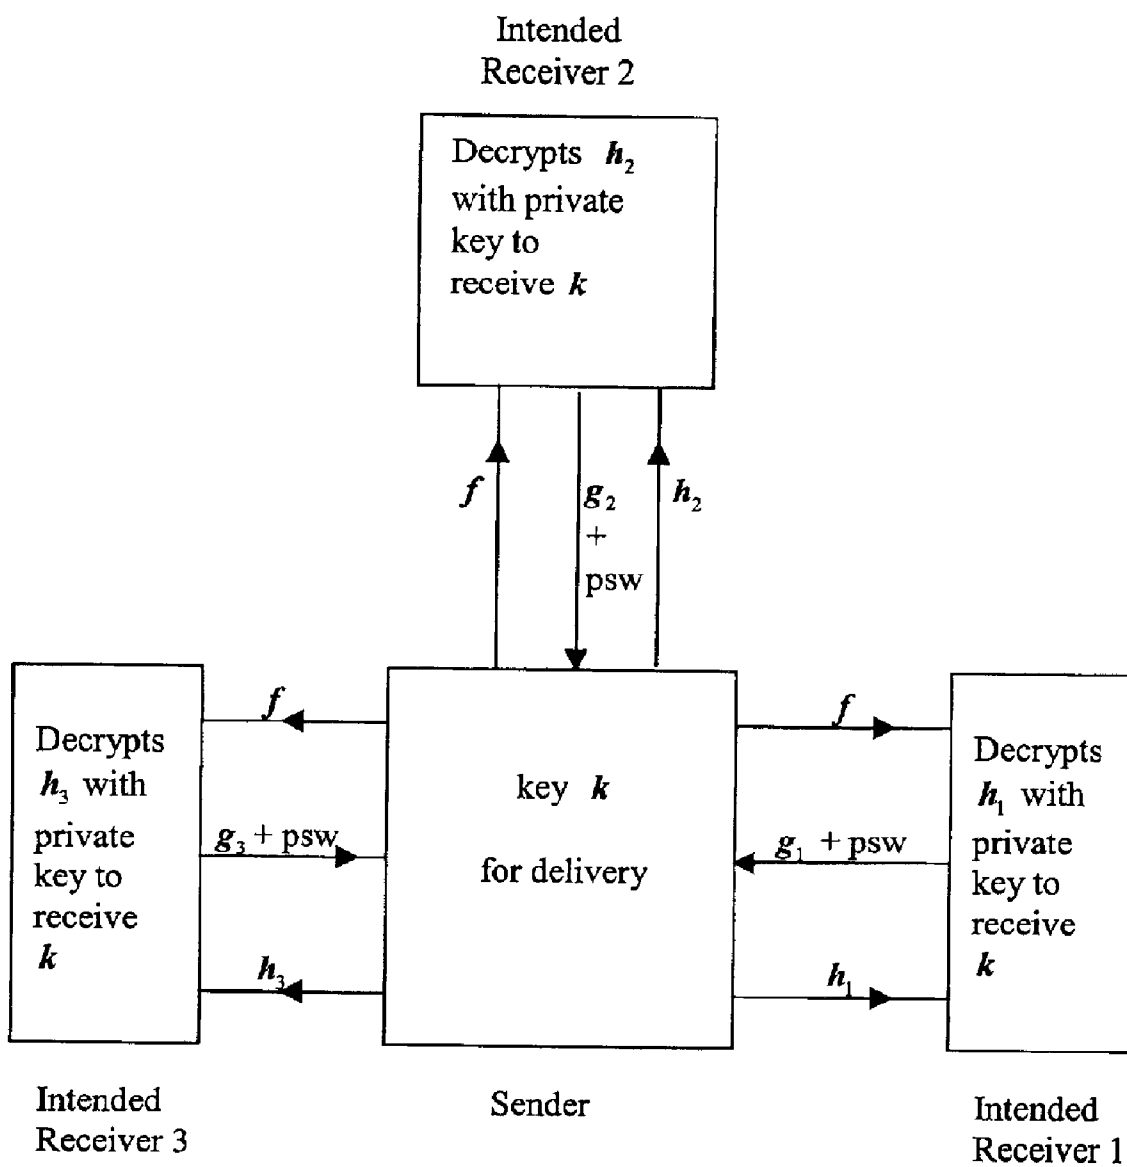 Intended
Receiver 2
Decrypts h₂
with private
key to
receive k
f
g₂
+
psw
h₂
f
Decrypts
h₃ with
private
key to
receive
k
g₃ + psw
h₃
key k
for delivery
f
g₁ + psw
h₁
Decrypts
h₁ with
private
key to
receive
k
Intended
Receiver 3
Sender
Intended
Receiver 1